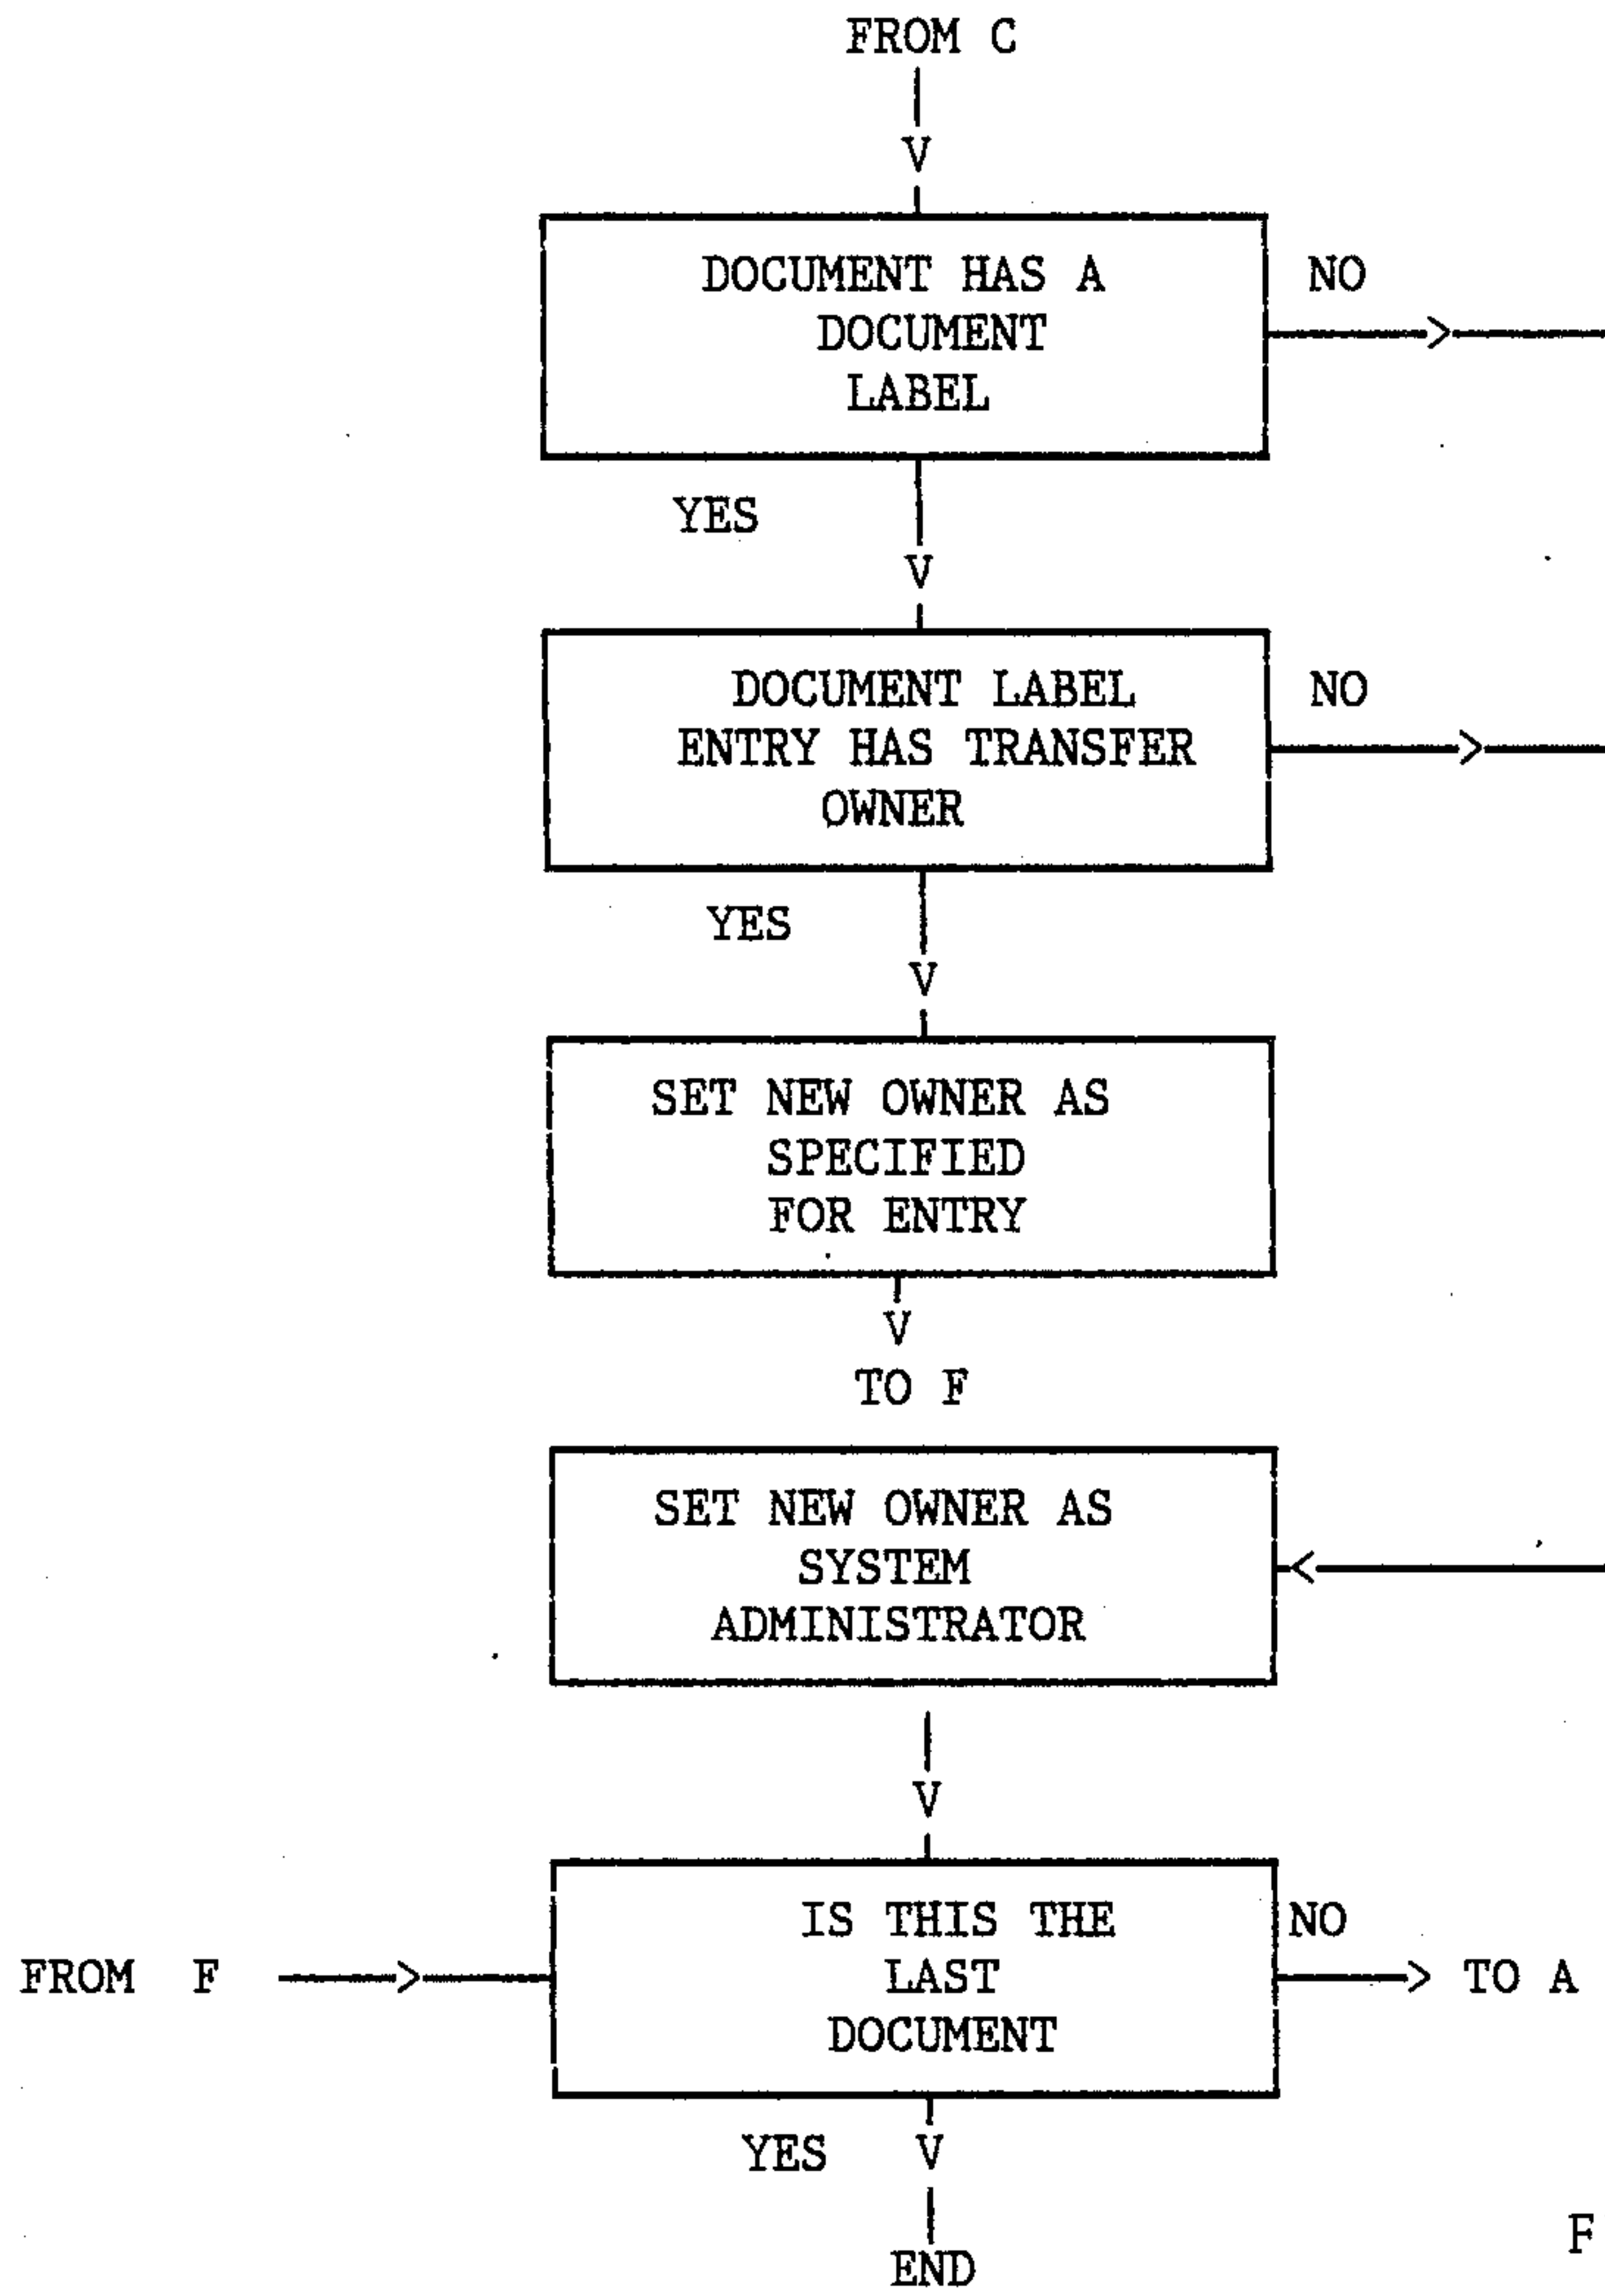 FROM C
V
DOCUMENT HAS A
DOCUMENT
LABEL
NO
>
YES
V
DOCUMENT LABEL
ENTRY HAS TRANSFER
OWNER
NO
>
YES
V
SET NEW OWNER AS
SPECIFIED
FOR ENTRY
V
TO F
SET NEW OWNER AS
SYSTEM
ADMINISTRATOR
<
V
IS THIS THE
LAST
DOCUMENT
NO
FROM F
>
> TO A
YES V
END
F